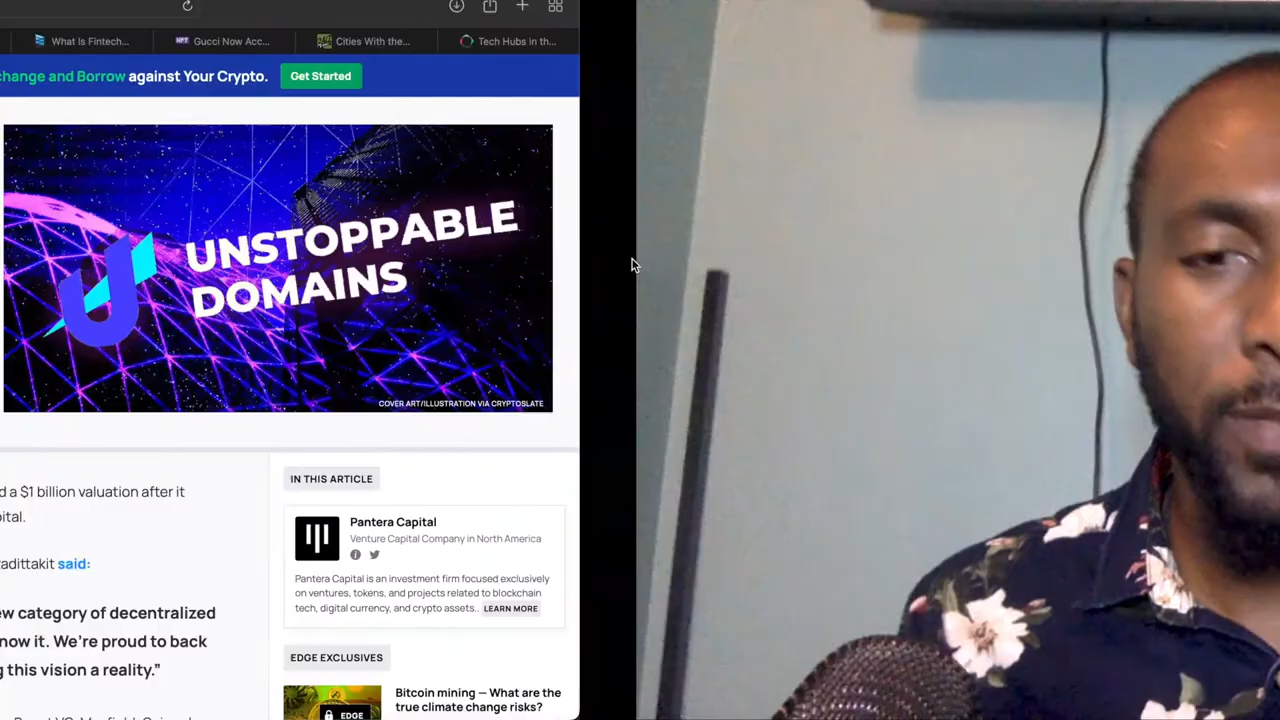 What Is Fintech...
Gucci Now Acc...
Cities With the...
Tech Hubs in th...
change and Borrow against Your Crypto.
Get Started
UNSTOPPABLE
DOMAINS
COVER ART/ILLUSTRATION VIA CRYPTOSLATE
d a $1 billion valuation after it
pital.
radittakit said:
ew category of decentralized
now it. We're proud to back
g this vision a reality."
IN THIS ARTICLE
Pantera Capital
Venture Capital Company in North America
Pantera Capital is an investment firm focused exclusively
on ventures, tokens, and projects related to blockchain
tech, digital currency, and crypto assets.. LEARN MORE
EDGE EXCLUSIVES
Bitcoin mining — What are the
true climate change risks?
EDGE